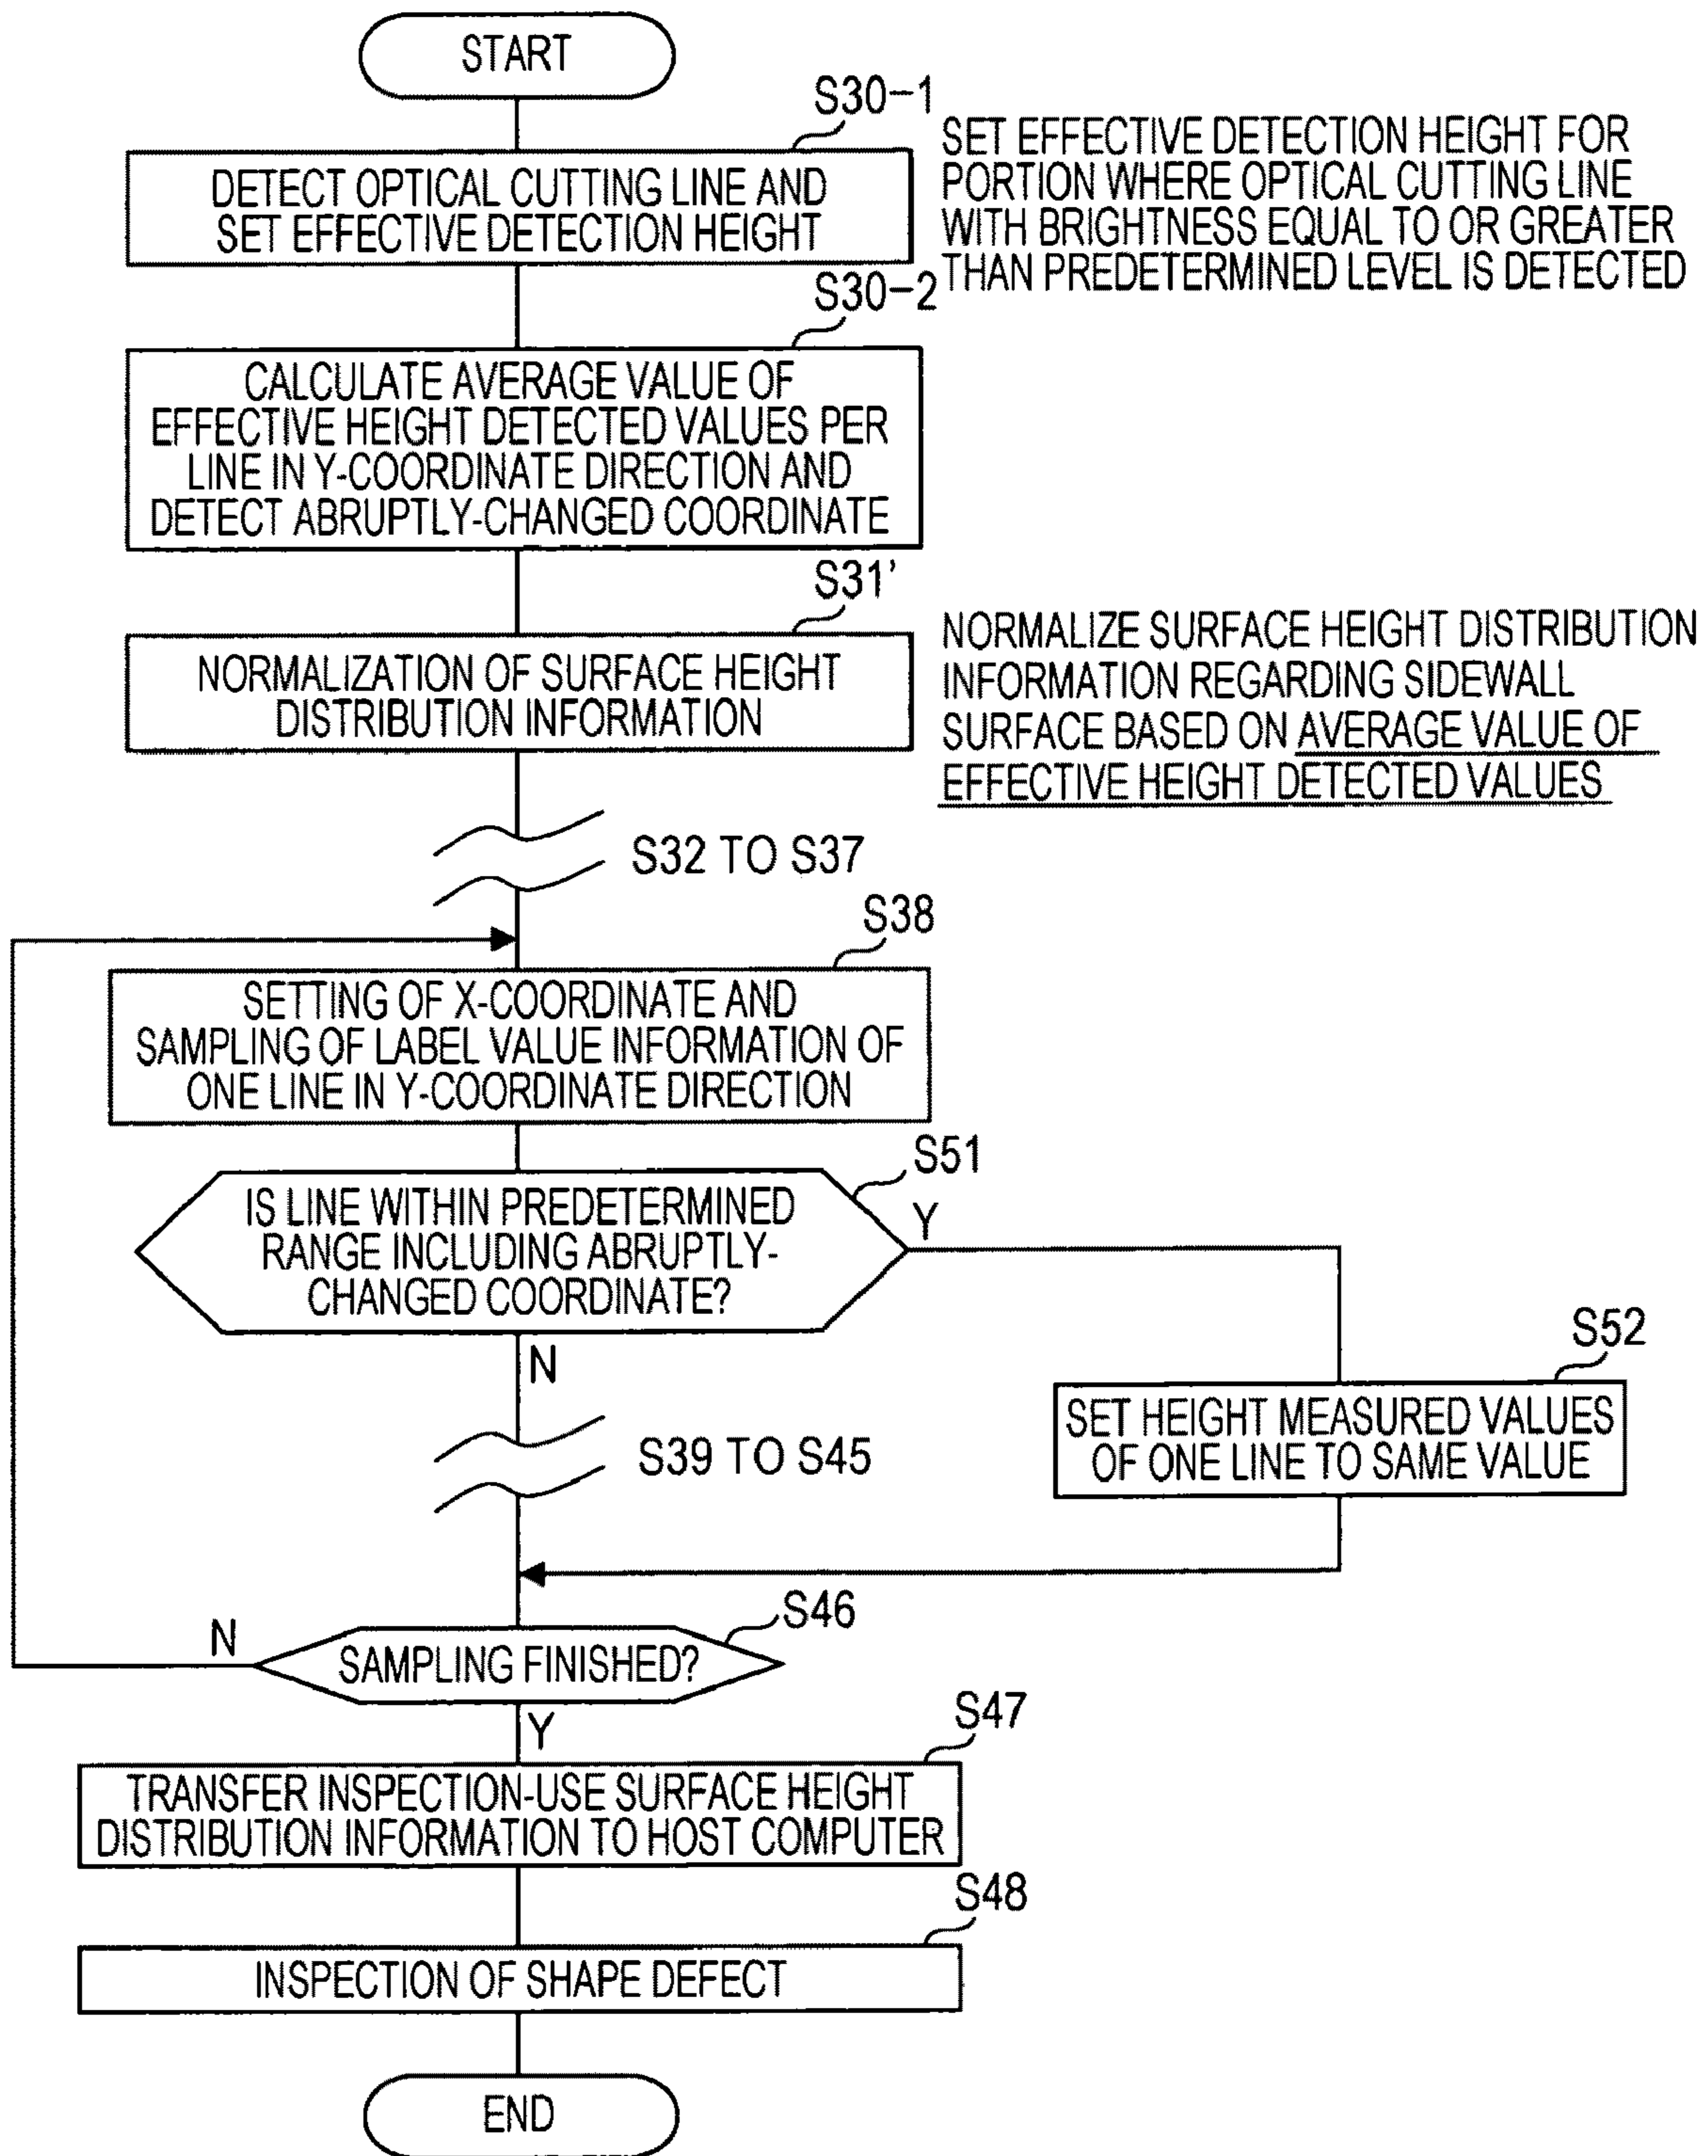 START
S30-1
DETECT OPTICAL CUTTING LINE AND
SET EFFECTIVE DETECTION HEIGHT
SET EFFECTIVE DETECTION HEIGHT FOR
PORTION WHERE OPTICAL CUTTING LINE
WITH BRIGHTNESS EQUAL TO OR GREATER
THAN PREDETERMINED LEVEL IS DETECTED
S30-2
CALCULATE AVERAGE VALUE OF
EFFECTIVE HEIGHT DETECTED VALUES PER
LINE IN Y-COORDINATE DIRECTION AND
DETECT ABRUPTLY-CHANGED COORDINATE
S31'
NORMALIZATION OF SURFACE HEIGHT
DISTRIBUTION INFORMATION
NORMALIZE SURFACE HEIGHT DISTRIBUTION
INFORMATION REGARDING SIDEWALL
SURFACE BASED ON AVERAGE VALUE OF
EFFECTIVE HEIGHT DETECTED VALUES
S32 TO S37
S38
SETTING OF X-COORDINATE AND
SAMPLING OF LABEL VALUE INFORMATION OF
ONE LINE IN Y-COORDINATE DIRECTION
S51
IS LINE WITHIN PREDETERMINED
RANGE INCLUDING ABRUPTLY-
CHANGED COORDINATE?
Y
N
S52
SET HEIGHT MEASURED VALUES
OF ONE LINE TO SAME VALUE
S39 TO S45
S46
N
SAMPLING FINISHED?
Y
S47
TRANSFER INSPECTION-USE SURFACE HEIGHT
DISTRIBUTION INFORMATION TO HOST COMPUTER
S48
INSPECTION OF SHAPE DEFECT
END